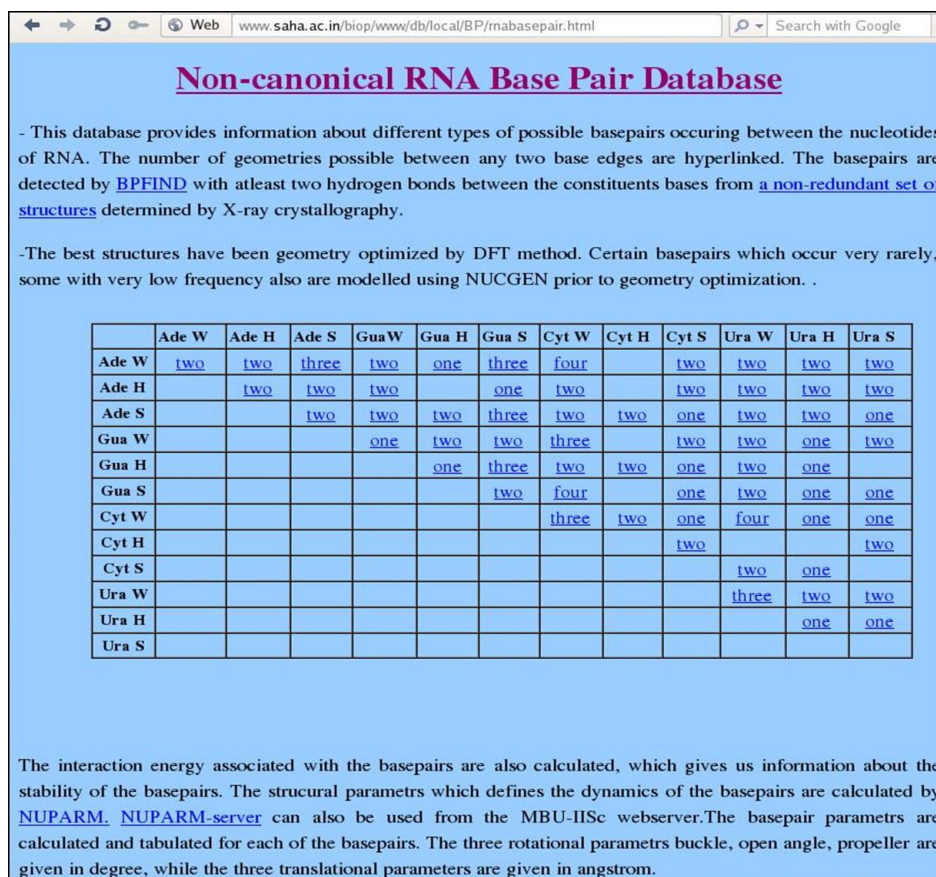 Web www.saha.ac.in/biop/www/db/local/BP/rnabasepair.html Search with Google
Non-canonical RNA Base Pair Database
- This database provides information about different types of possible basepairs occuring between the nucleotides
of RNA. The number of geometries possible between any two base edges are hyperlinked. The basepairs are
detected by BPFIND with atleast two hydrogen bonds between the constituents bases from a non-redundant set of
structures determined by X-ray crystallography.
-The best structures have been geometry optimized by DFT method. Certain basepairs which occur very rarely,
some with very low frequency also are modelled using NUCGEN prior to geometry optimization. .
Ade W Ade H Ade S GuaW Gua H Gua S Cyt W Cyt H Cyt S Ura W Ura H Ura S
Ade W two two three two one three four two two two two
Ade H two two two one two two two two two
Ade S two two two three two two one two two one
Gua W one two two three two two one two
Gua H one three two two one two one
Gua S two four one two one one
Cyt W three two one four one one
Cyt H two two
Cyt S two one
Ura W three two two
Ura H one one
Ura S
The interaction energy associated with the basepairs are also calculated, which gives us information about the
stability of the basepairs. The strucural parametrs which defines the dynamics of the basepairs are calculated by
NUPARM. NUPARM-server can also be used from the MBU-IISc webserver.The basepair parametrs are
calculated and tabulated for each of the basepairs. The three rotational parametrs buckle, open angle, propeller are
given in degree, while the three translational parameters are given in angstrom.